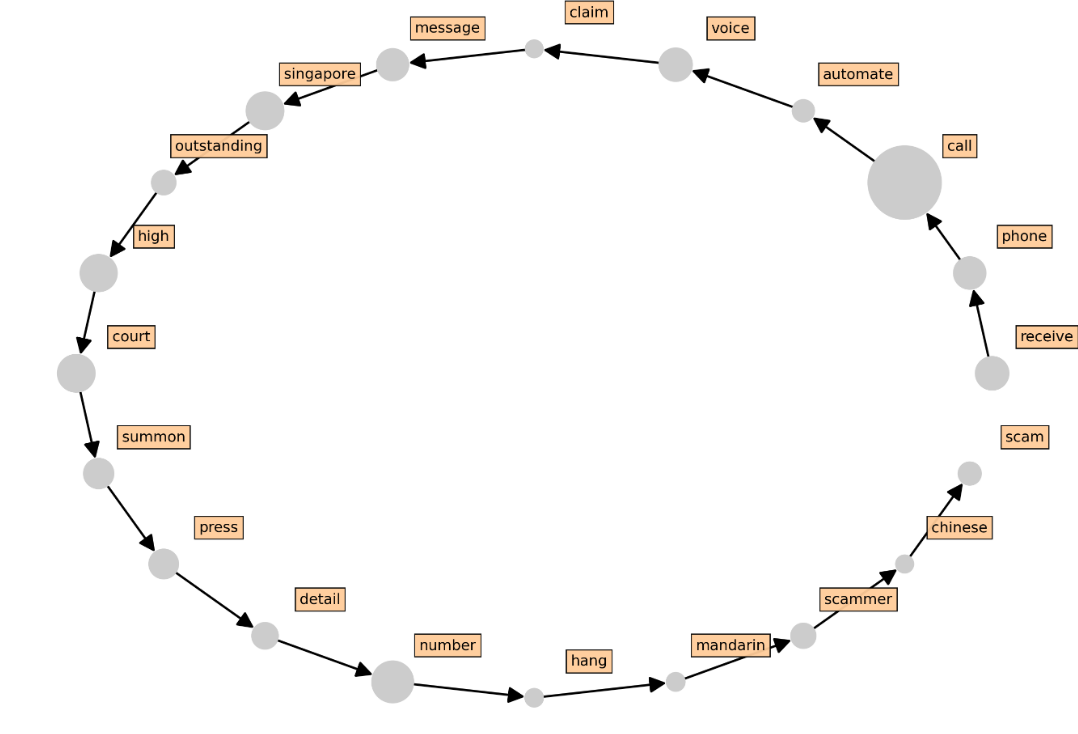 claim
message
voice
singapore
automate
outstanding
call
high
phone
court
receive
summon
scam
press
chinese
detail
scammer
number
mandarin
hang